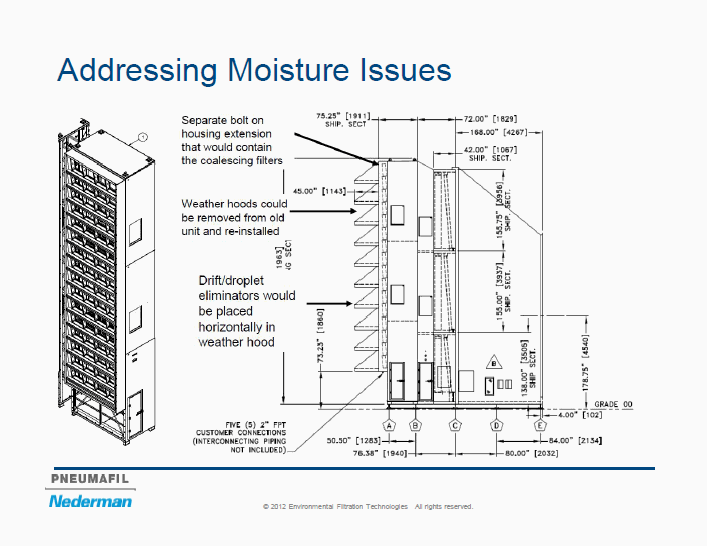 Addressing Moisture Issues
Separate bolt on
housing extension
that would contain
the coalescing filters
Weather hoods could
be removed from old
unit and re-installed
Drift/droplet
eliminators would
be placed
horizontally in
weather hood
1
75.25" [1911]
SHIP. SECT
72.00" [1829]
168.00" [4267]
42.00" [1067]
SHIP. SECT.
45.00" [1143]
155.75" [3956]
SHIP. SECT.
1963]
NG SECT
155.00" [3937]
SHIP. SECT.
73.23" [1860]
138.00" [3505]
SHIP SECT.
178.75" [4540]
B
GRADE 00
4.00" [102]
A B C D E
FIVE (5) 2" FPT
CUSTOMER CONNECTIONS
(INTERCONNECTING PIPING
NOT INCLUDED)
50.50" [1283]
84.00" [2134]
76.38" [1940]
80.00" [2032]
PNEUMAFIL
Nederman
© 2012 Environmental Filtration Technologies All rights reserved.